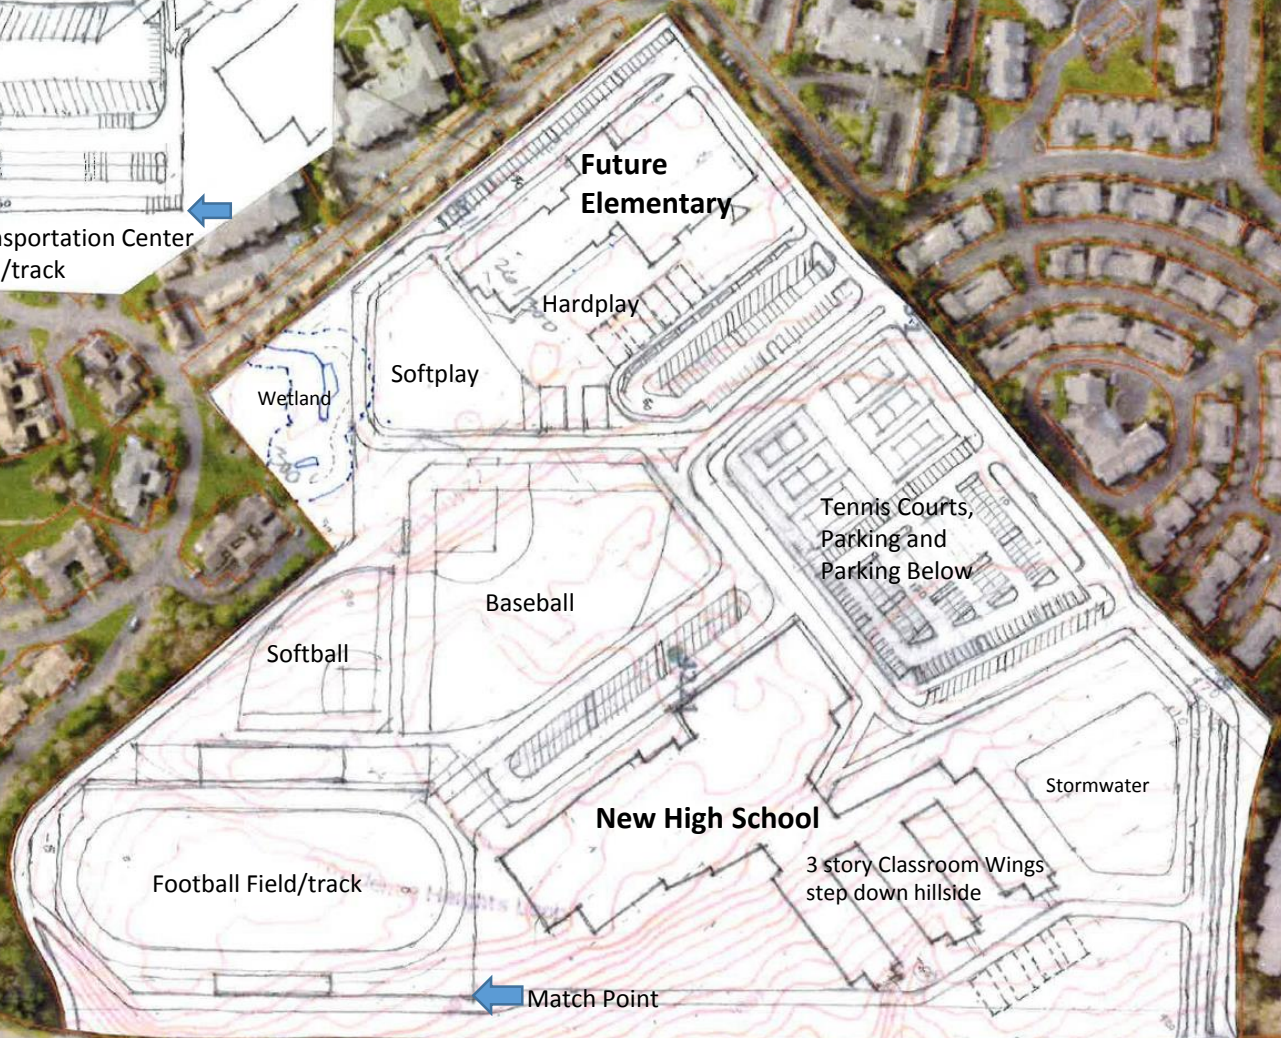 nsportation Center
/track
Future
Elementary
Hardplay
Softplay
Wetland
Tennis Courts,
Parking and
Parking Below
Baseball
Softball
Stormwater
New High School
3 story Classroom Wings
step down hillside
Football Field/track
Heights
Match Point